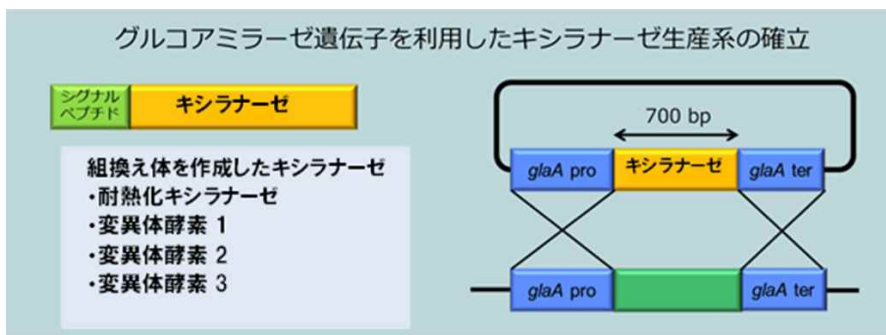 グルコアミラーゼ遺伝子を利用したキシラナーゼ生産系の確立
シグナル
ペプチド
キシラナーゼ
組換え体を作成したキシラナーゼ
・耐熱化キシラナーゼ
・変異体酵素 1
・変異体酵素 2
・変異体酵素 3
700 bp
glaA pro
キシラナーゼ
glaA ter
glaA pro
glaA ter